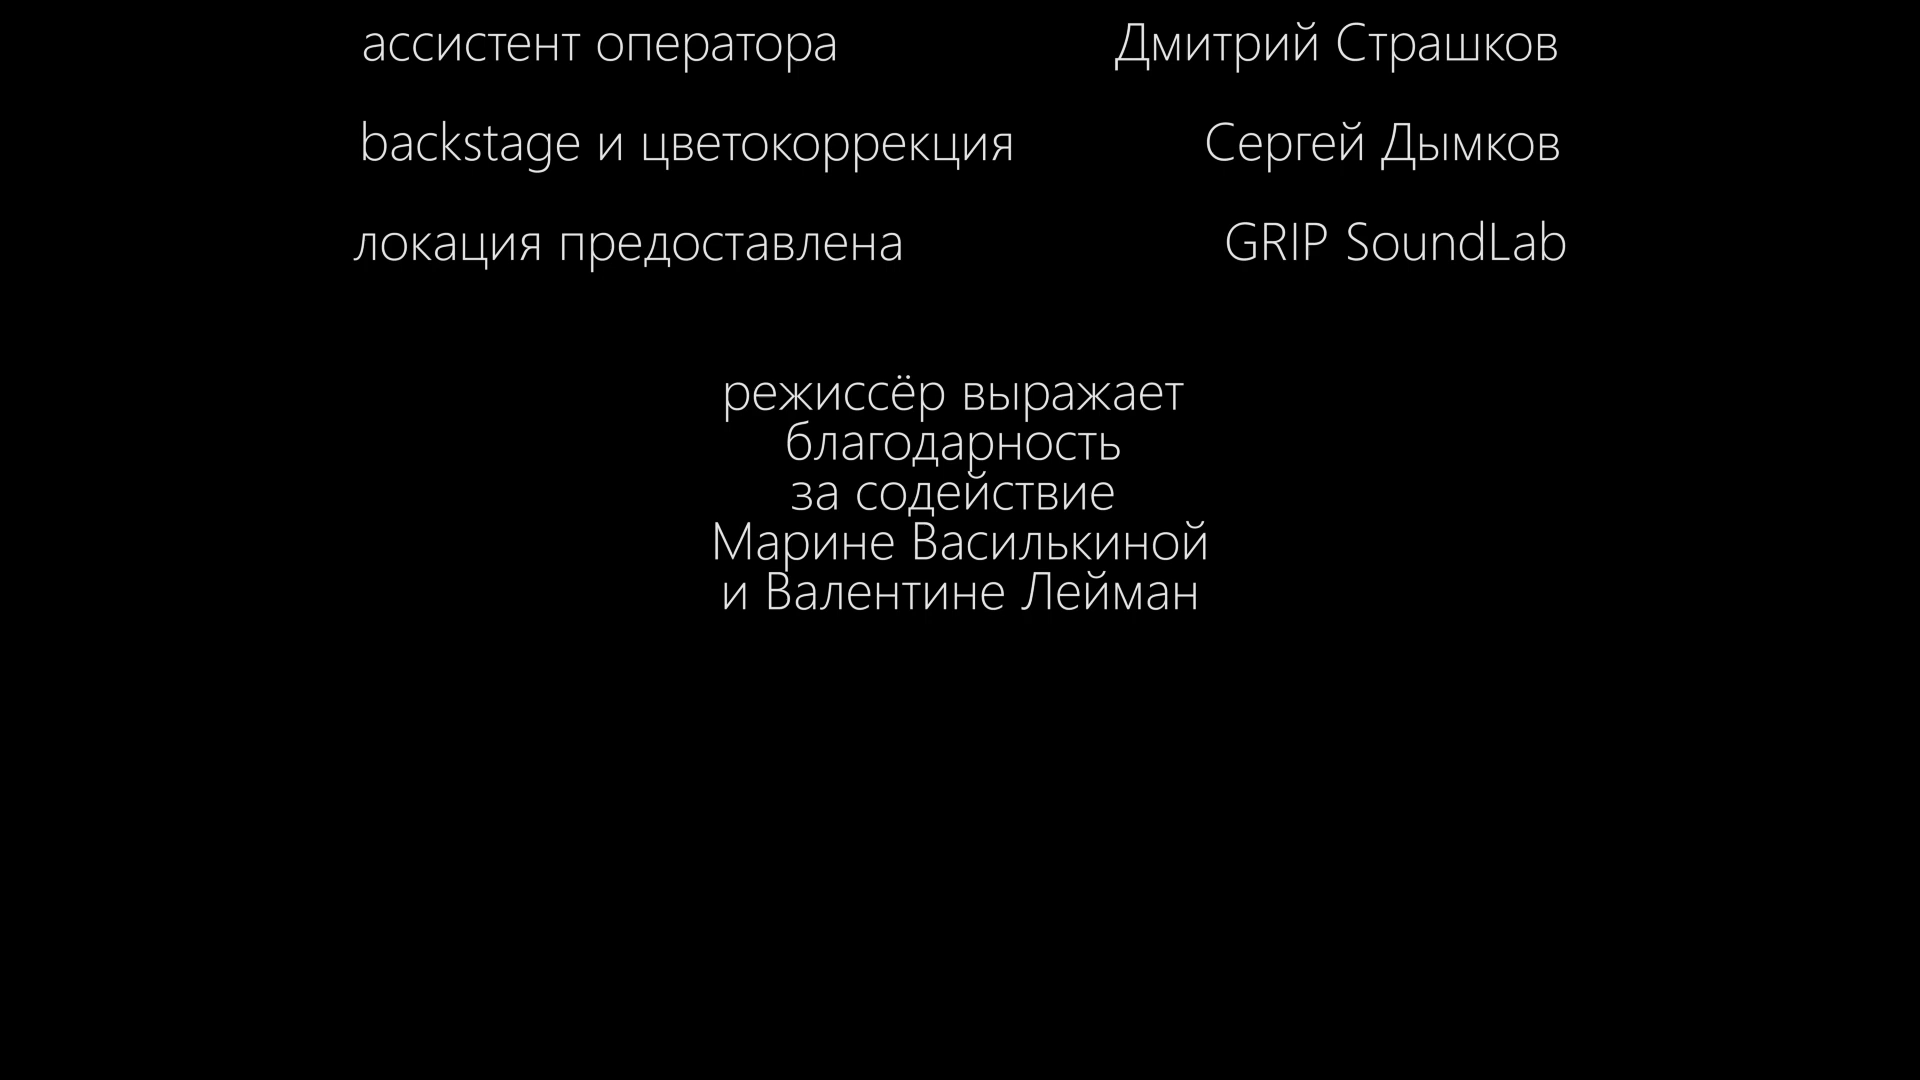 ассистент оператора Дмитрий Страшков
backstage и цветокоррекция Сергей Дымков
локация предоставлена GRIP SoundLab
режиссёр выражает
благодарность
за содействие
Марине Василькиной
и Валентине Лейман